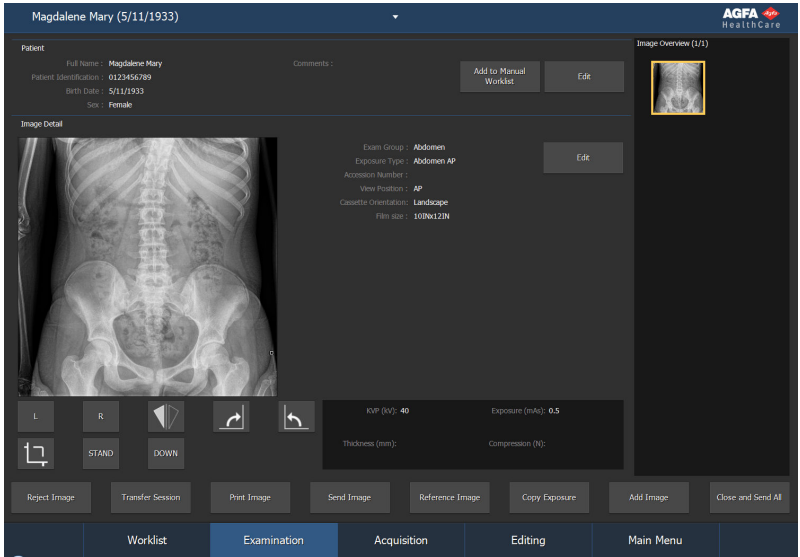 Magdalene Mary (5/11/1933)
AGFA
HealthCare
Patient
Full Name : Magdalene Mary
Patient Identification : 0123456789
Birth Date : 5/11/1933
Sex : Female
Comments :
Add to Manual
Worklist
Edit
Image Overview (1/1)
Image Detail
Exam Group : Abdomen
Exposure Type : Abdomen AP
Accession Number :
View Position : AP
Cassette Orientation: Landscape
Film size : 10INx12IN
Edit
L
R
STAND
DOWN
KVP (kV): 40
Exposure (mAs): 0.5
Thickness (mm):
Compression (N):
Reject Image
Transfer Session
Print Image
Send Image
Reference Image
Copy Exposure
Add Image
Close and Send All
Worklist
Examination
Acquisition
Editing
Main Menu